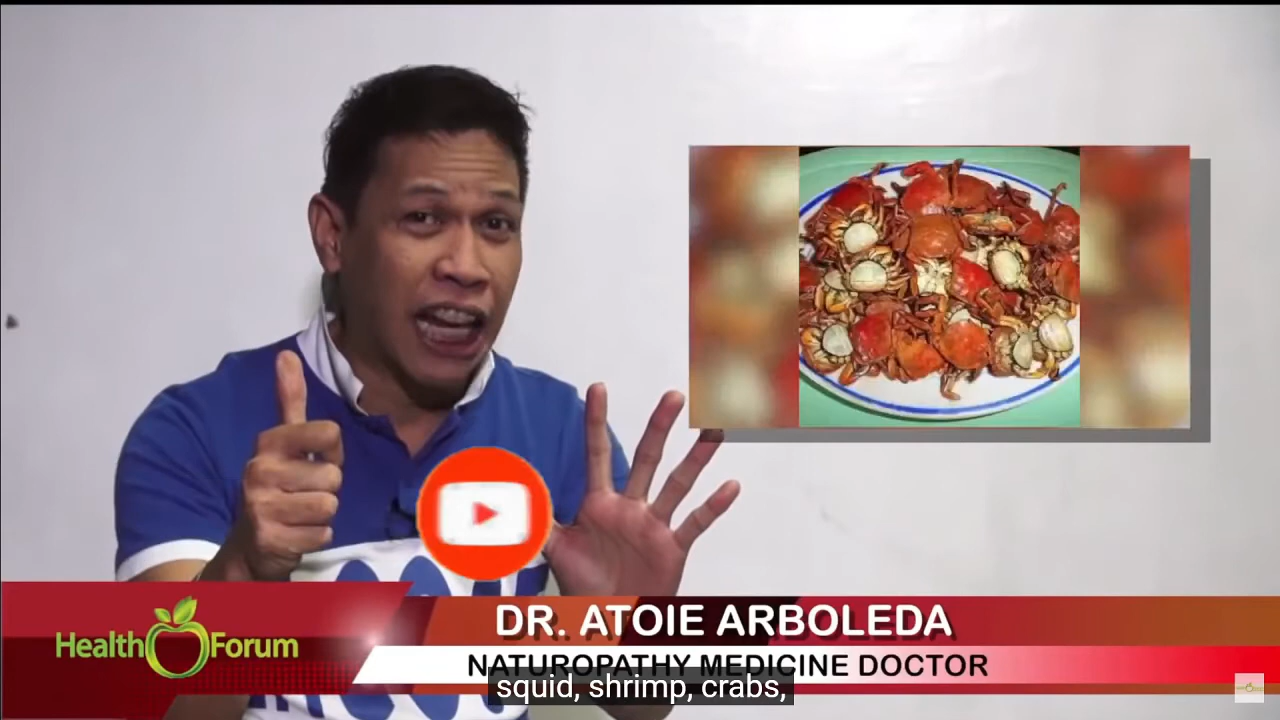 Health Forum
DR. ATOIE ARBOLEDA
NATUROPATHY MEDICINE DOCTOR
squid, shrimp, crabs,